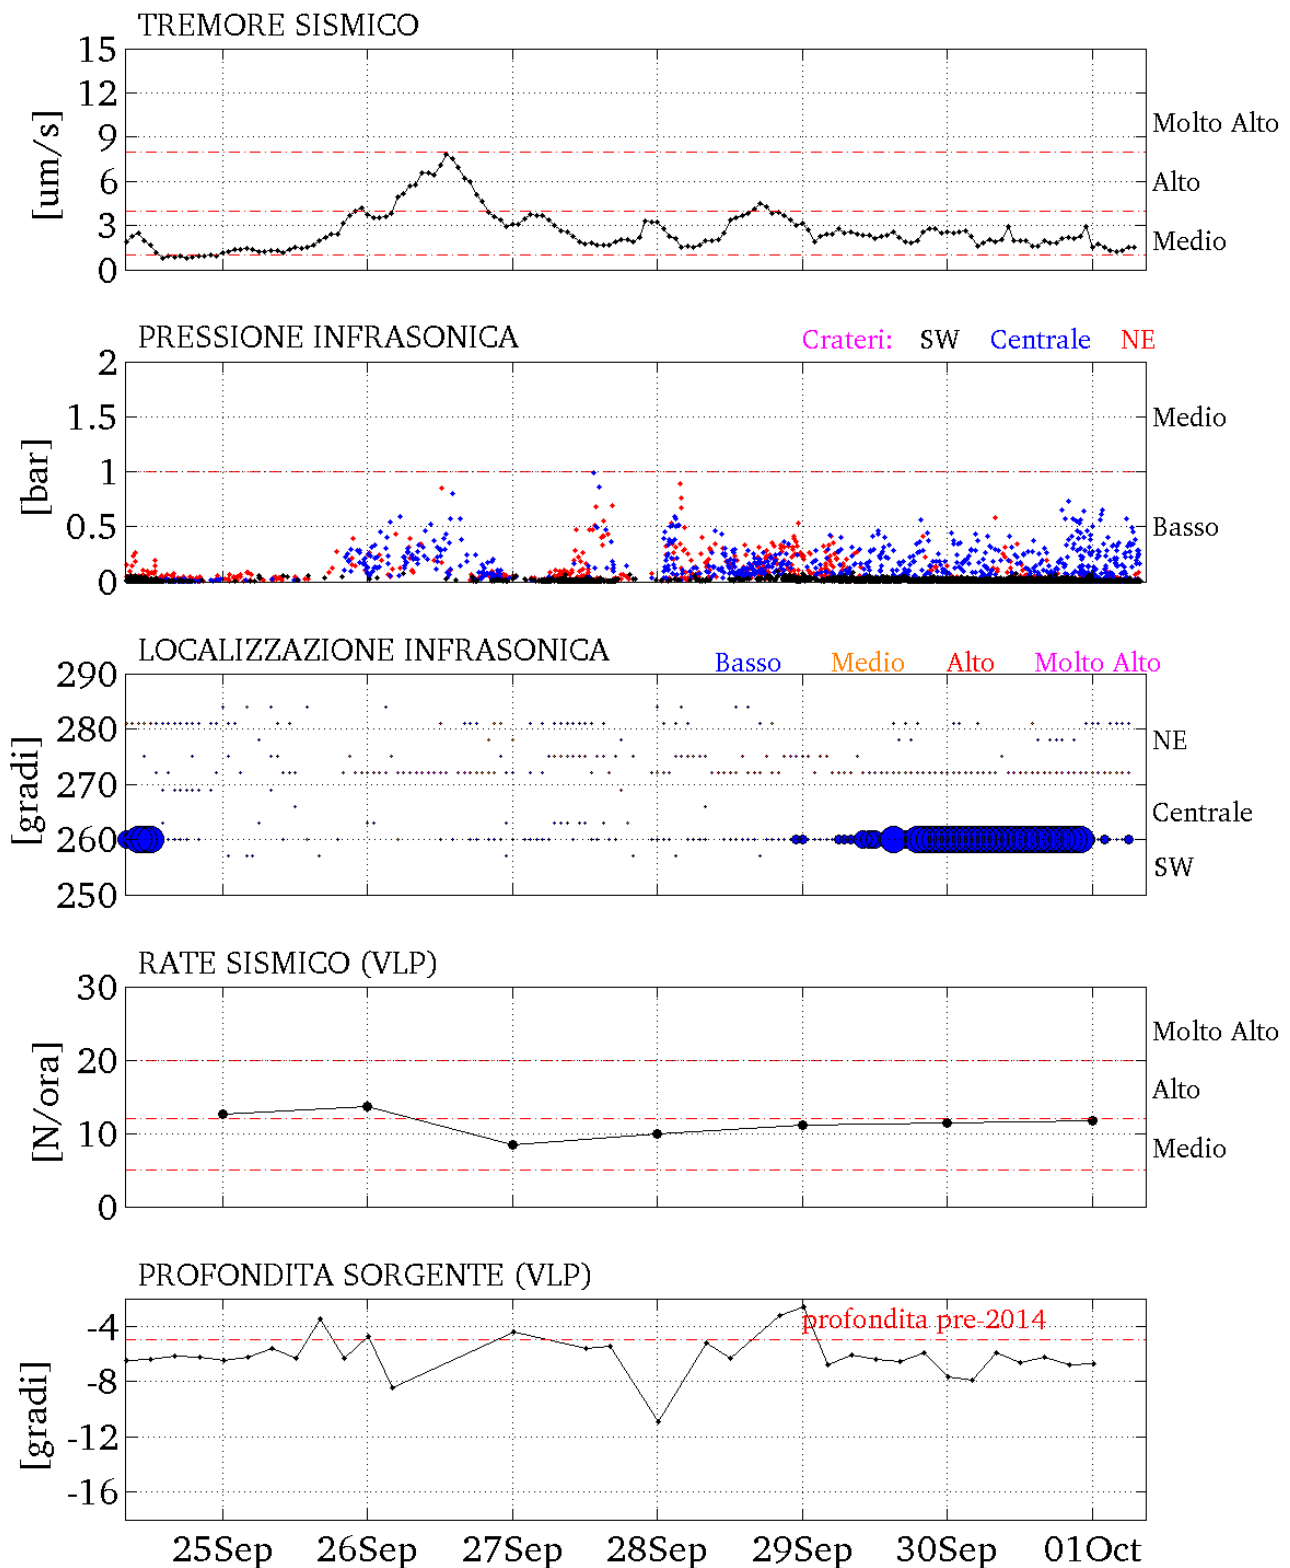 TREMORE SISMICO
15
12
9
6
3
0
[um/s]
Molto Alto
Alto
Medio
PRESSIONE INFRASONICA
Crateri: SW Centrale NE
2
1.5
1
0.5
0
[bar]
Medio
Basso
LOCALIZZAZIONE INFRASONICA
Basso Medio Alto Molto Alto
290
280
270
260
250
[gradi]
NE
Centrale
SW
RATE SISMICO (VLP)
30
20
10
0
[N/ora]
Molto Alto
Alto
Medio
PROFONDITA SORGENTE (VLP)
profondita pre-2014
-4
-8
-12
-16
[gradi]
25Sep 26Sep 27Sep 28Sep 29Sep 30Sep 01Oct